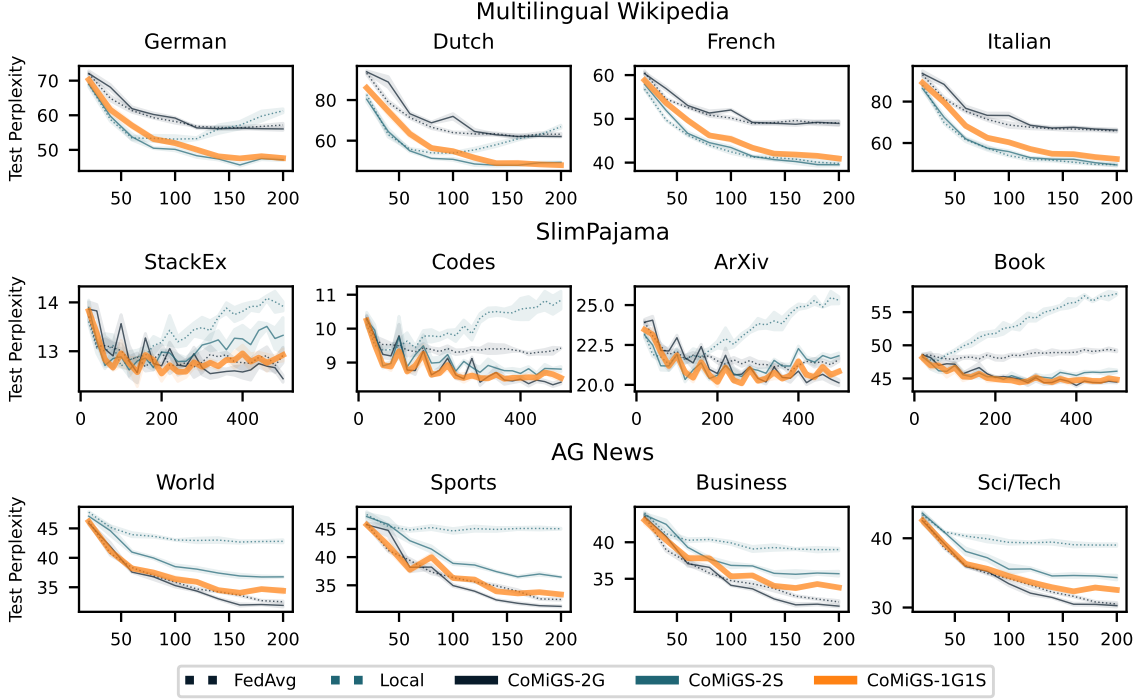 Multilingual Wikipedia
German Dutch French Italian
Test Perplexity
70 60 50
80 60
60 50 40
80 60
50 100 150 200 50 100 150 200 50 100 150 200 50 100 150 200
SlimPajama
StackEx Codes ArXiv Book
Test Perplexity
14 13
11 10 9
25.0 22.5 20.0
55 50 45
0 200 400 0 200 400 0 200 400 0 200 400
AG News
World Sports Business Sci/Tech
Test Perplexity
45 40 35
45 40 35
40 35
40 30
50 100 150 200 50 100 150 200 50 100 150 200 50 100 150 200
FedAvg Local CoMiGS-2G CoMiGS-2S CoMiGS-1G1S